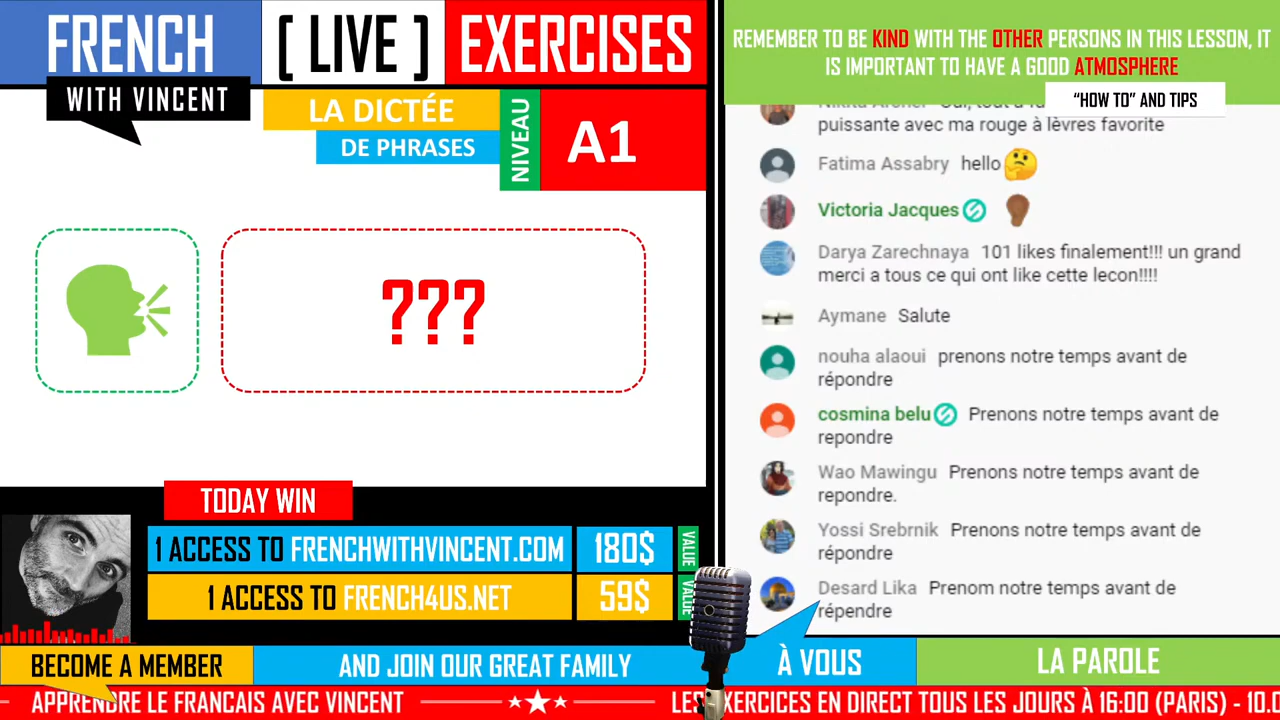 FRENCH
[ LIVE ]
EXERCISES
WITH VINCENT
LA DICTÉE
DE PHRASES
NIVEAU
A1
???
TODAY WIN
1 ACCESS TO FRENCHWITHVINCENT.COM
180$
VALUE
1 ACCESS TO FRENCH4US.NET
59$
VALUE
REMEMBER TO BE KIND WITH THE OTHER PERSONS IN THIS LESSON, IT
IS IMPORTANT TO HAVE A GOOD ATMOSPHERE
“HOW TO” AND TIPS
puissante avec ma rouge à lèvres favorite
Fatima Assabry hello
Victoria Jacques
Darya Zarechnaya 101 likes finalement!!! un grand
merci a tous ce qui ont like cette lecon!!!!
Aymane Salute
nouha alaoui prenons notre temps avant de
répondre
cosmina belu Prenons notre temps avant de
repondre
Wao Mawingu Prenons notre temps avant de
repondre.
Yossi Srebrnik Prenons notre temps avant de
répondre
Desard Lika Prenom notre temps avant de
répendre
BECOME A MEMBER
AND JOIN OUR GREAT FAMILY
À VOUS
LA PAROLE
APPRENDRE LE FRANCAIS AVEC VINCENT
LES EXERCICES EN DIRECT TOUS LES JOURS À 16:00 (PARIS) - 10.0